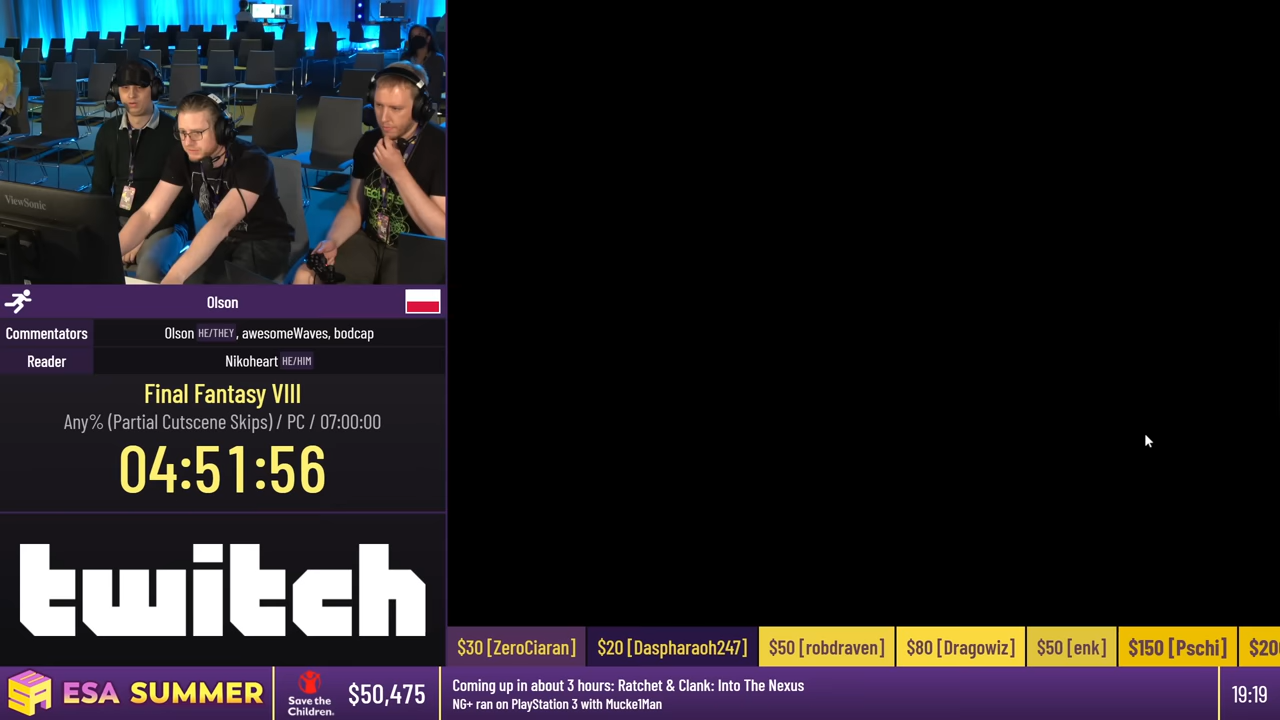 ViewSonic
Olson
Commentators
Olson HE/THEY, awesomeWaves, bodcap
Reader
Nikoheart HE/HIM
Final Fantasy VIII
Any% (Partial Cutscene Skips) / PC / 07:00:00
04:51:56
twitch
$30 [ZeroCiaran]
$20 [Daspharaoh247]
$50 [robdraven]
$80 [Dragowiz]
$50 [enk]
$150 [Pschi]
ESA SUMMER
Save the
Children.
$50,475
Coming up in about 3 hours: Ratchet & Clank: Into The Nexus
NG+ ran on PlayStation 3 with Mucke1Man
19:19